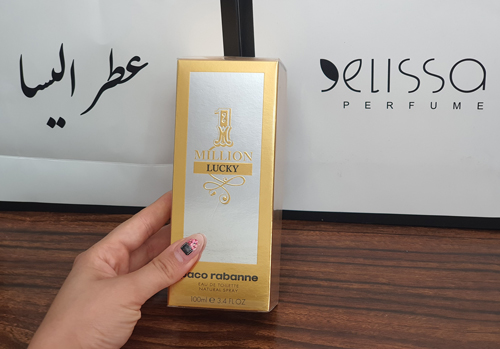 عطر اليسا
elissa
PERFUME
1
MILLION
LUCKY
paco rabanne
EAU DE TOILETTE
NATURAL SPRAY
100ml e 3.4 FL.OZ